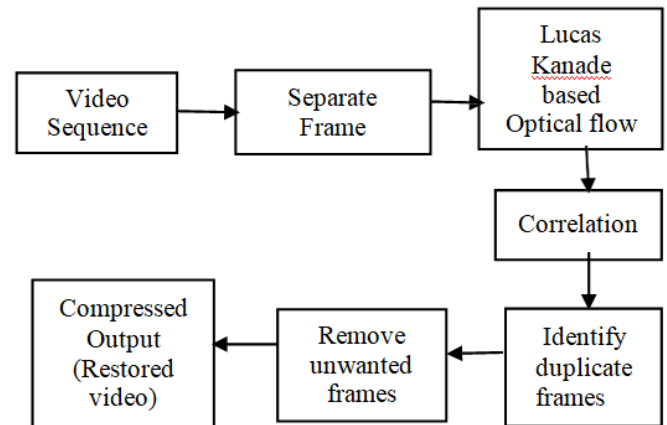 Video
Sequence
Separate
Frame
Lucas
Kanade
based
Optical flow
Correlation
Identify
duplicate
frames
Remove
unwanted
frames
Compressed
Output
(Restored
video)